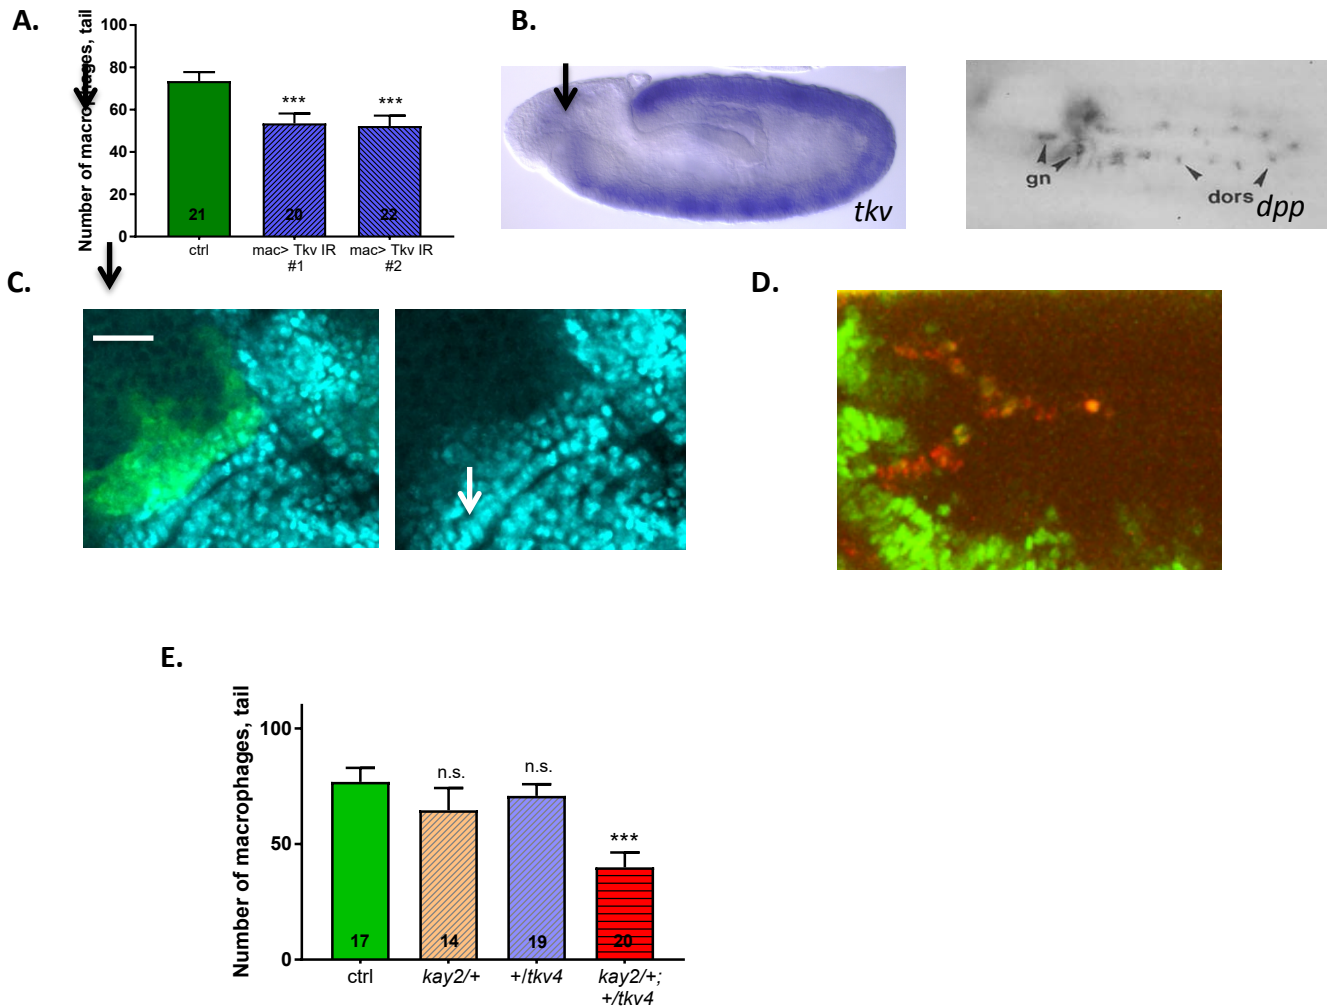 A.
Number of macrophages, tail
100
80
60
40
20
0
***
***
21
20
22
ctrl
mac> Tkv IR
#1
mac> Tkv IR
#2
B.
tkv
gn
dors
dpp
C.
D.
E.
Number of macrophages, tail
100
50
0
n.s.
n.s.
***
17
14
19
20
ctrl
kay2/+
+/tkv4
kay2/+;
+/tkv4